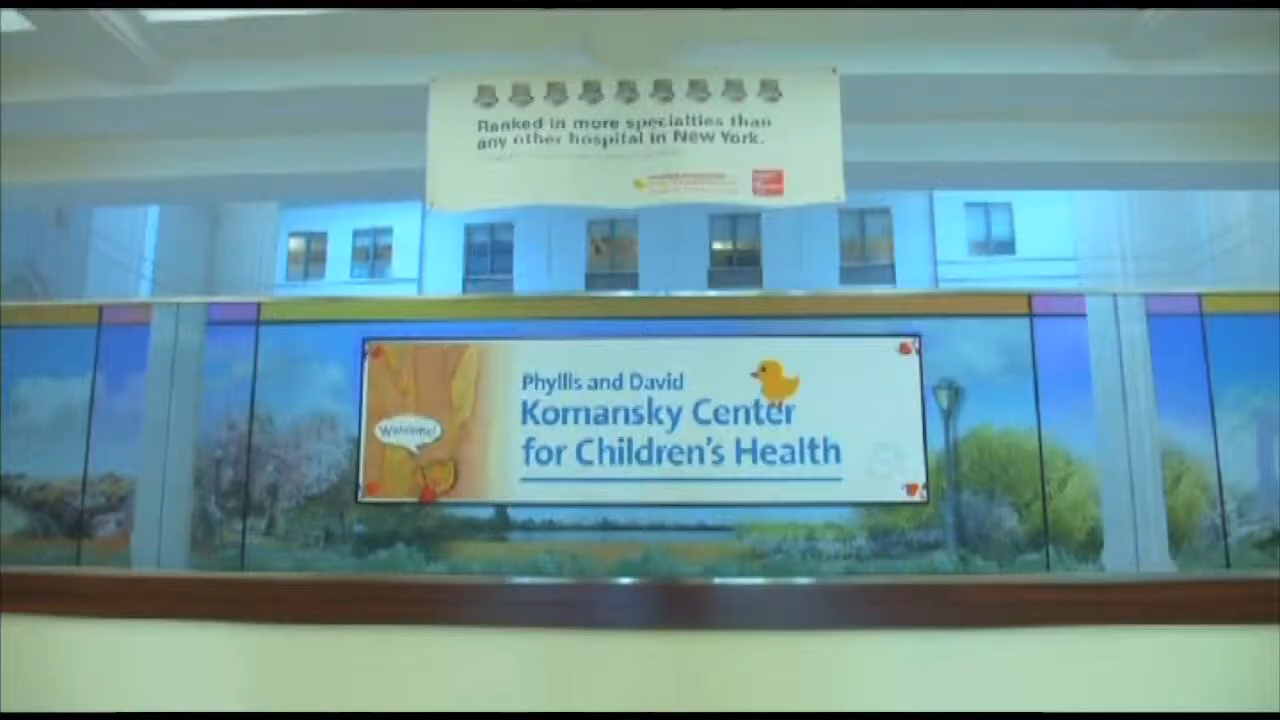 Ranked in more specialties than
any other hospital in New York.
Welcome!
Phyllis and David
Komansky Center
for Children's Health